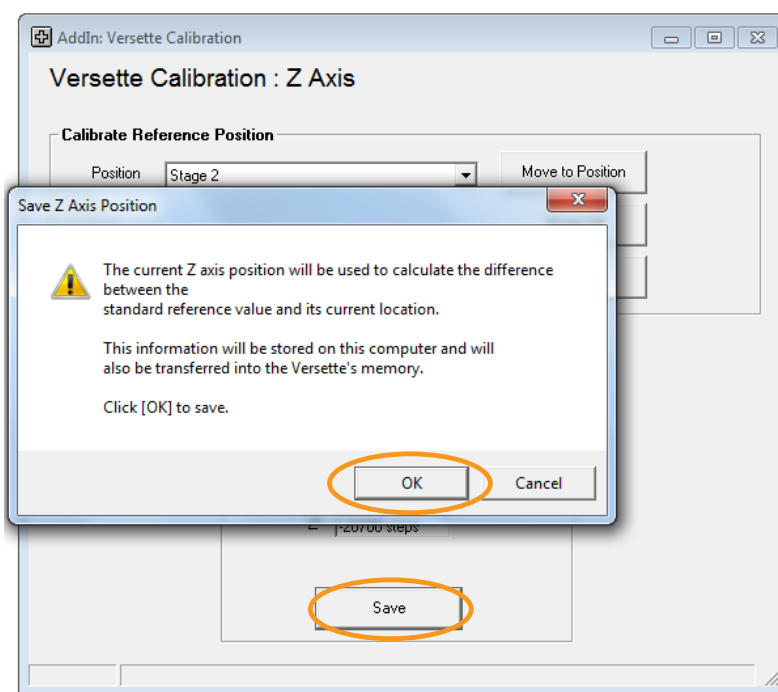 AddIn: Versette Calibration
Versette Calibration : Z Axis
Calibrate Reference Position
Position Stage 2 Move to Position
Save Z Axis Position
The current Z axis position will be used to calculate the difference
between the
standard reference value and its current location.
This information will be stored on this computer and will
also be transferred into the Versette's memory.
Click [OK] to save.
OK Cancel
Z -20700 steps
Save